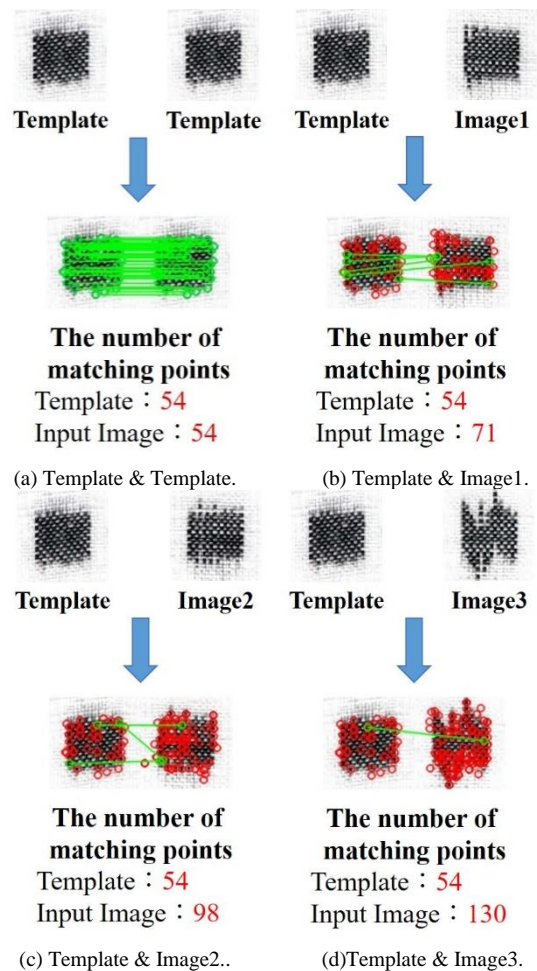 Template
Template
Template
Image1
The number of
matching points
Template：54
Input Image：54
The number of
matching points
Template：54
Input Image：71
(a) Template & Template.
(b) Template & Image1.
Template
Image2
Template
Image3
The number of
matching points
Template：54
Input Image：98
The number of
matching points
Template：54
Input Image：130
(c) Template & Image2..
(d)Template & Image3.